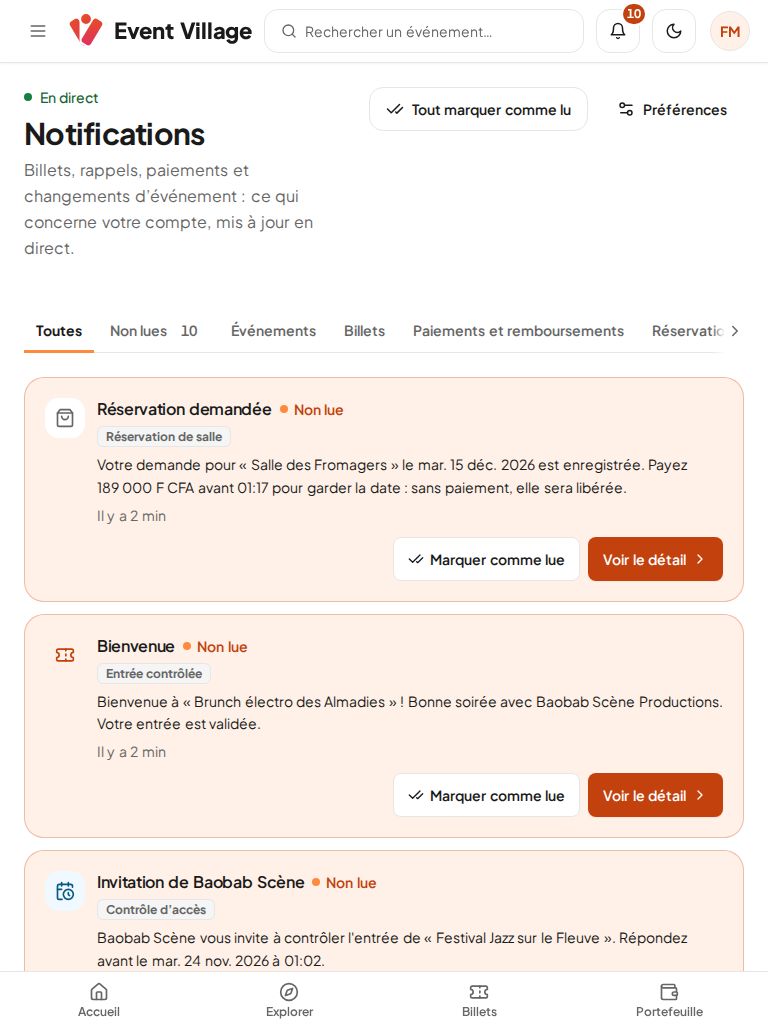 Event Village
Rechercher un événement…
10
FM
En direct
Notifications
Billets, rappels, paiements et
changements d’événement : ce qui
concerne votre compte, mis à jour en
direct.
Tout marquer comme lu
Préférences
Toutes
Non lues 10
Événements
Billets
Paiements et remboursements
Réservatio
Réservation demandée
Non lue
Réservation de salle
Votre demande pour « Salle des Fromagers » le mar. 15 déc. 2026 est enregistrée. Payez
189 000 F CFA avant 01:17 pour garder la date : sans paiement, elle sera libérée.
Il y a 2 min
Marquer comme lue
Voir le détail
Bienvenue
Non lue
Entrée contrôlée
Bienvenue à « Brunch électro des Almadies » ! Bonne soirée avec Baobab Scène Productions.
Votre entrée est validée.
Il y a 2 min
Marquer comme lue
Voir le détail
Invitation de Baobab Scène
Non lue
Contrôle d’accès
Baobab Scène vous invite à contrôler l'entrée de « Festival Jazz sur le Fleuve ». Répondez
avant le mar. 24 nov. 2026 à 01:02.
Accueil
Explorer
Billets
Portefeuille